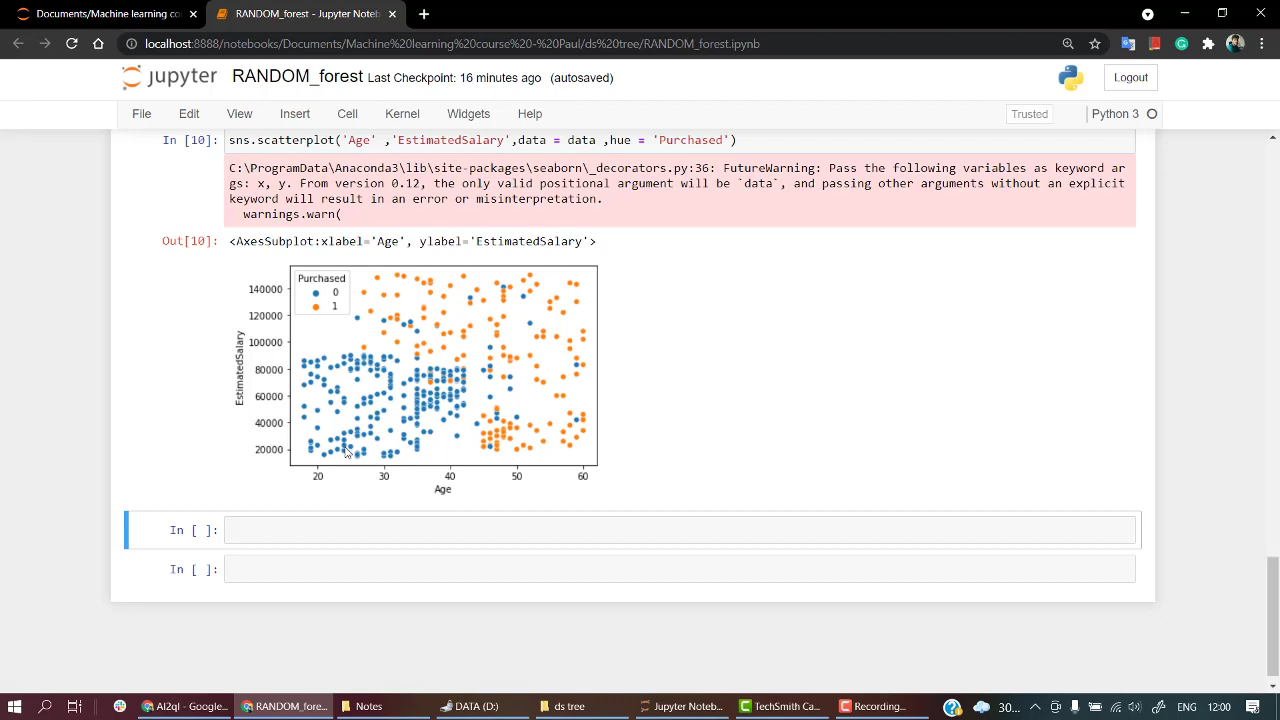 Documents/Machine learning cou
RANDOM_forest - Jupyter Noteb
localhost:8888/notebooks/Documents/Machine%20learning%20course%20-%20Paul/ds%20tree/RANDOM_forest.ipynb
jupyter
RANDOM_forest Last Checkpoint: 16 minutes ago (autosaved)
Logout
File Edit View Insert Cell Kernel Widgets Help
Trusted
Python 3
In [10]: sns.scatterplot('Age' ,'EstimatedSalary',data = data ,hue = 'Purchased')
C:\ProgramData\Anaconda3\lib\site-packages\seaborn\_decorators.py:36: FutureWarning: Pass the following variables as keyword ar
gs: x, y. From version 0.12, the only valid positional argument will be `data`, and passing other arguments without an explicit
keyword will result in an error or misinterpretation.
warnings.warn(
Out[10]: <AxesSubplot:xlabel='Age', ylabel='EstimatedSalary'>
Purchased
0
1
140000
120000
100000
80000
60000
40000
20000
EstimatedSalary
20 30 40 50 60
Age
In [ ]:
In [ ]:
AI2ql - Google...
RANDOM_fore...
Notes
DATA (D:)
ds tree
Jupyter Noteb...
TechSmith Ca...
Recording...
30...
ENG
12:00